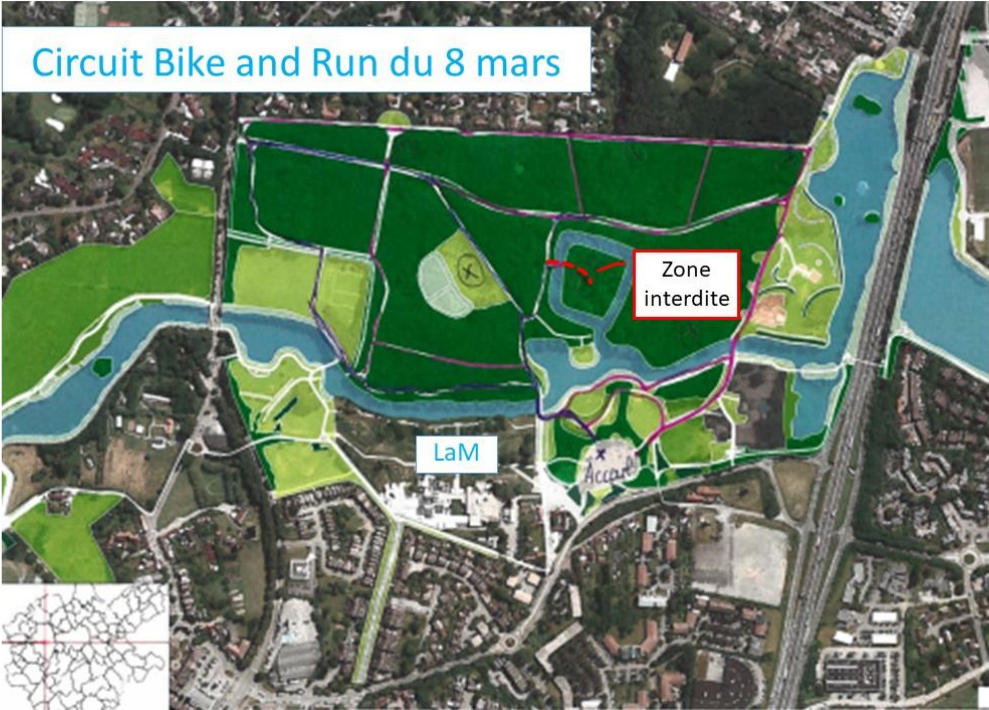 Circuit Bike and Run du 8 mars
Zone
interdite
LaM
Accueil